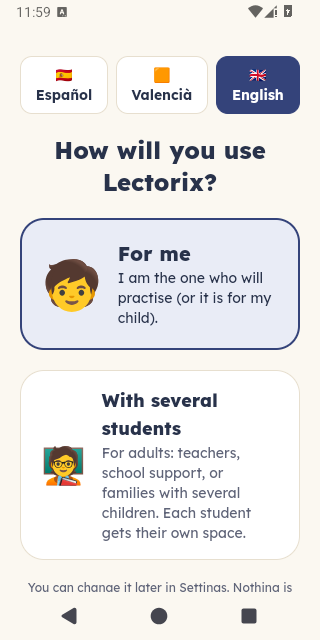 11:59
Español
Valencià
English
How will you use
Lectorix?
For me
I am the one who will
practise (or it is for my
child).
With several
students
For adults: teachers,
school support, or
families with several
children. Each student
gets their own space.
You can change it later in Settings. Nothing is